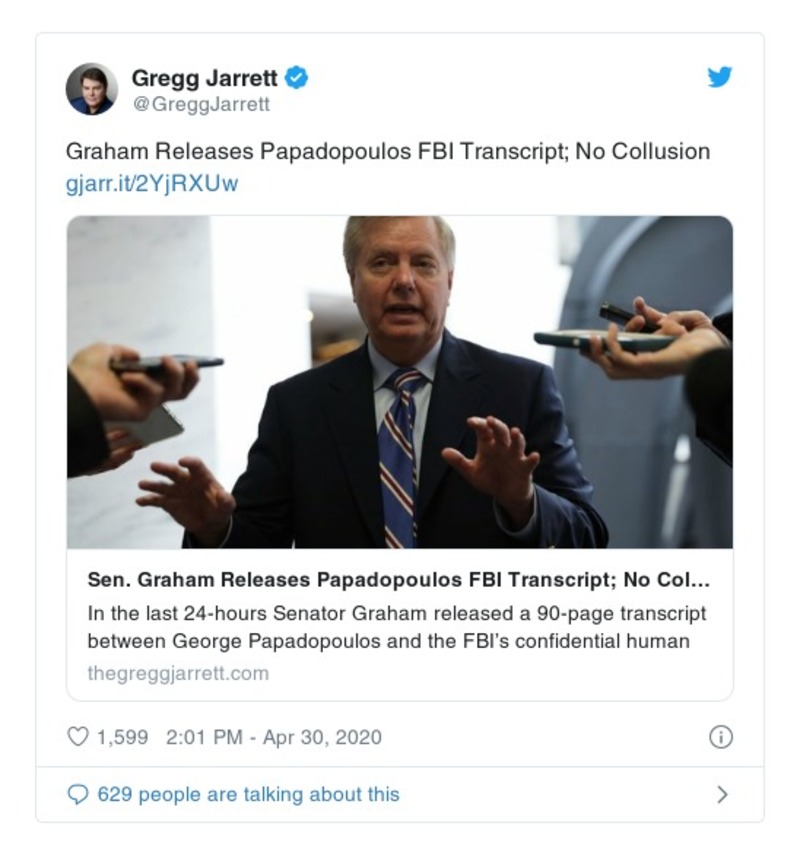 Gregg Jarrett
@GreggJarrett
Graham Releases Papadopoulos FBI Transcript; No Collusion
gjarr.it/2YjRXUw
Sen. Graham Releases Papadopoulos FBI Transcript; No Col...
In the last 24-hours Senator Graham released a 90-page transcript
between George Papadopoulos and the FBI's confidential human
thegreggjarrett.com
1,599 2:01 PM - Apr 30, 2020
629 people are talking about this